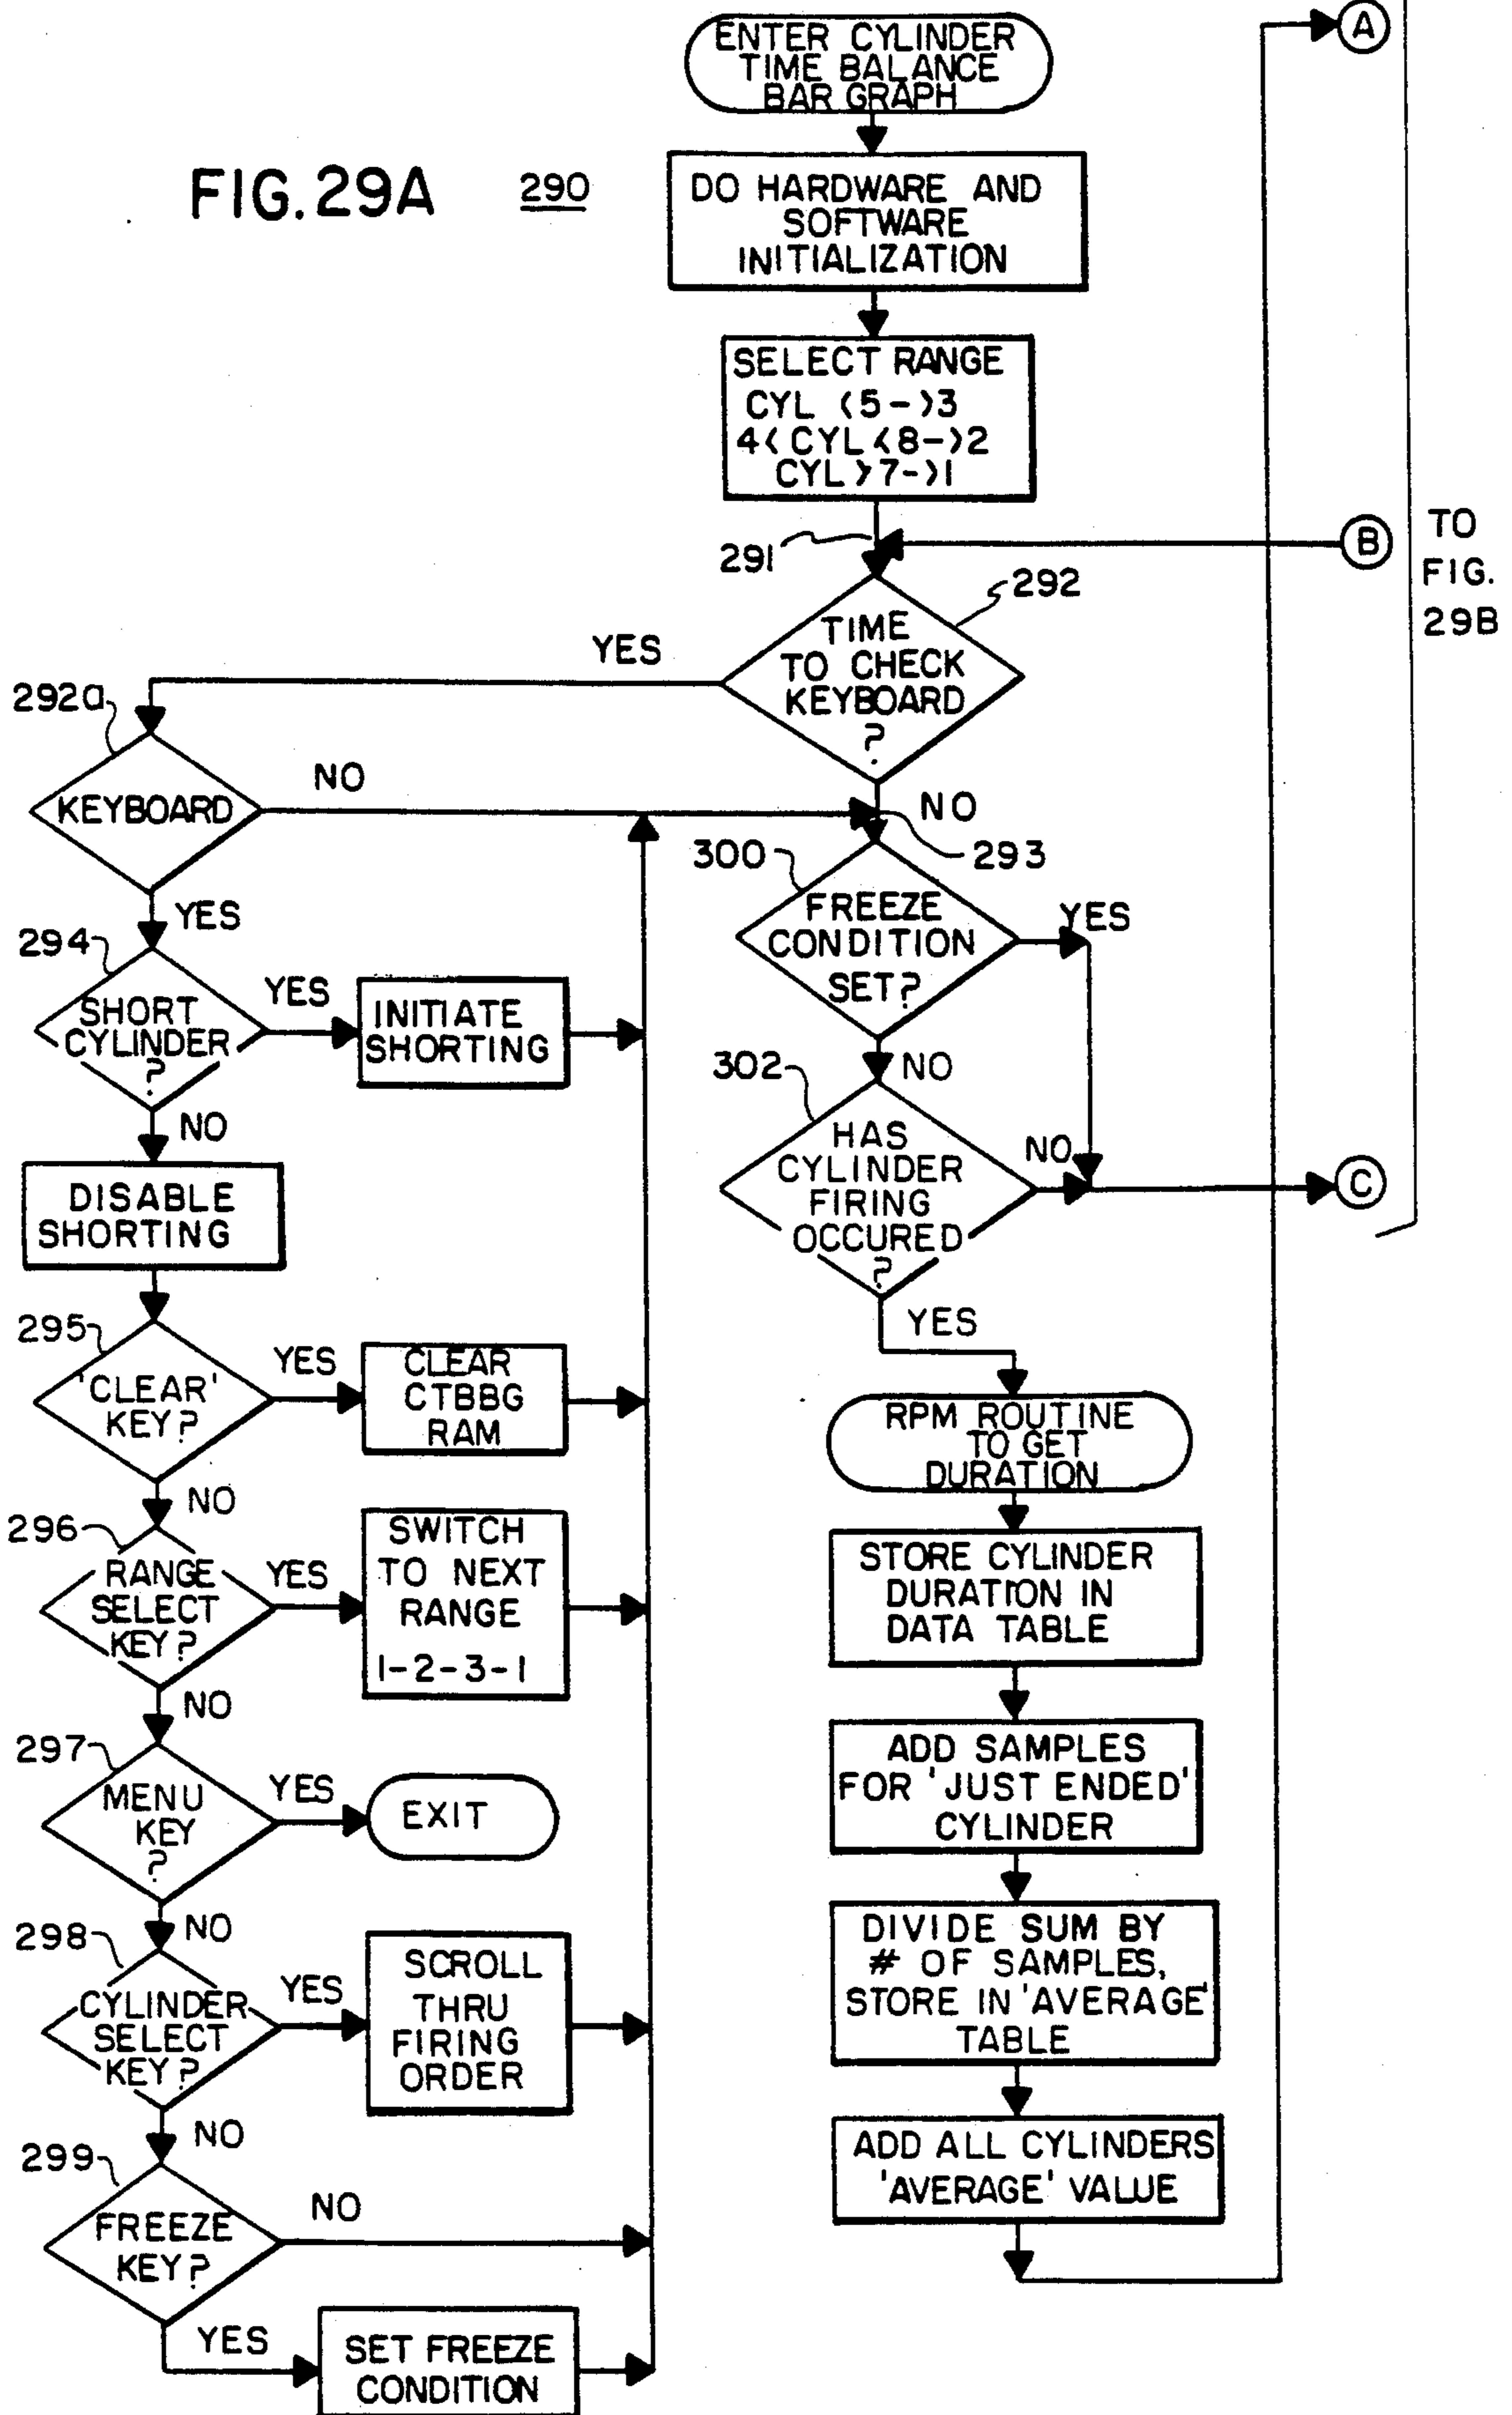 FIG. 29A
290
ENTER CYLINDER
TIME BALANCE
BAR GRAPH
A
DO HARDWARE AND
SOFTWARE
INITIALIZATION
SELECT RANGE
CYL <5->3
4< CYL <8->2
CYL >7->1
291
B
TO
FIG.
29B
292
TIME
TO CHECK
KEYBOARD
?
YES
NO
292a
KEYBOARD
NO
YES
293
294
SHORT
CYLINDER
?
YES
INITIATE
SHORTING
NO
DISABLE
SHORTING
295
'CLEAR'
KEY?
YES
CLEAR
CTBBG
RAM
NO
296
RANGE
SELECT
KEY?
YES
SWITCH
TO NEXT
RANGE
1-2-3-1
NO
297
MENU
KEY
?
YES
EXIT
NO
298
CYLINDER
SELECT
KEY?
YES
SCROLL
THRU
FIRING
ORDER
NO
299
FREEZE
KEY?
NO
YES
SET FREEZE
CONDITION
300
FREEZE
CONDITION
SET?
YES
NO
302
HAS
CYLINDER
FIRING
OCCURED
?
NO
C
YES
RPM ROUTINE
TO GET
DURATION
STORE CYLINDER
DURATION IN
DATA TABLE
ADD SAMPLES
FOR 'JUST ENDED'
CYLINDER
DIVIDE SUM BY
# OF SAMPLES,
STORE IN 'AVERAGE'
TABLE
ADD ALL CYLINDERS
'AVERAGE' VALUE